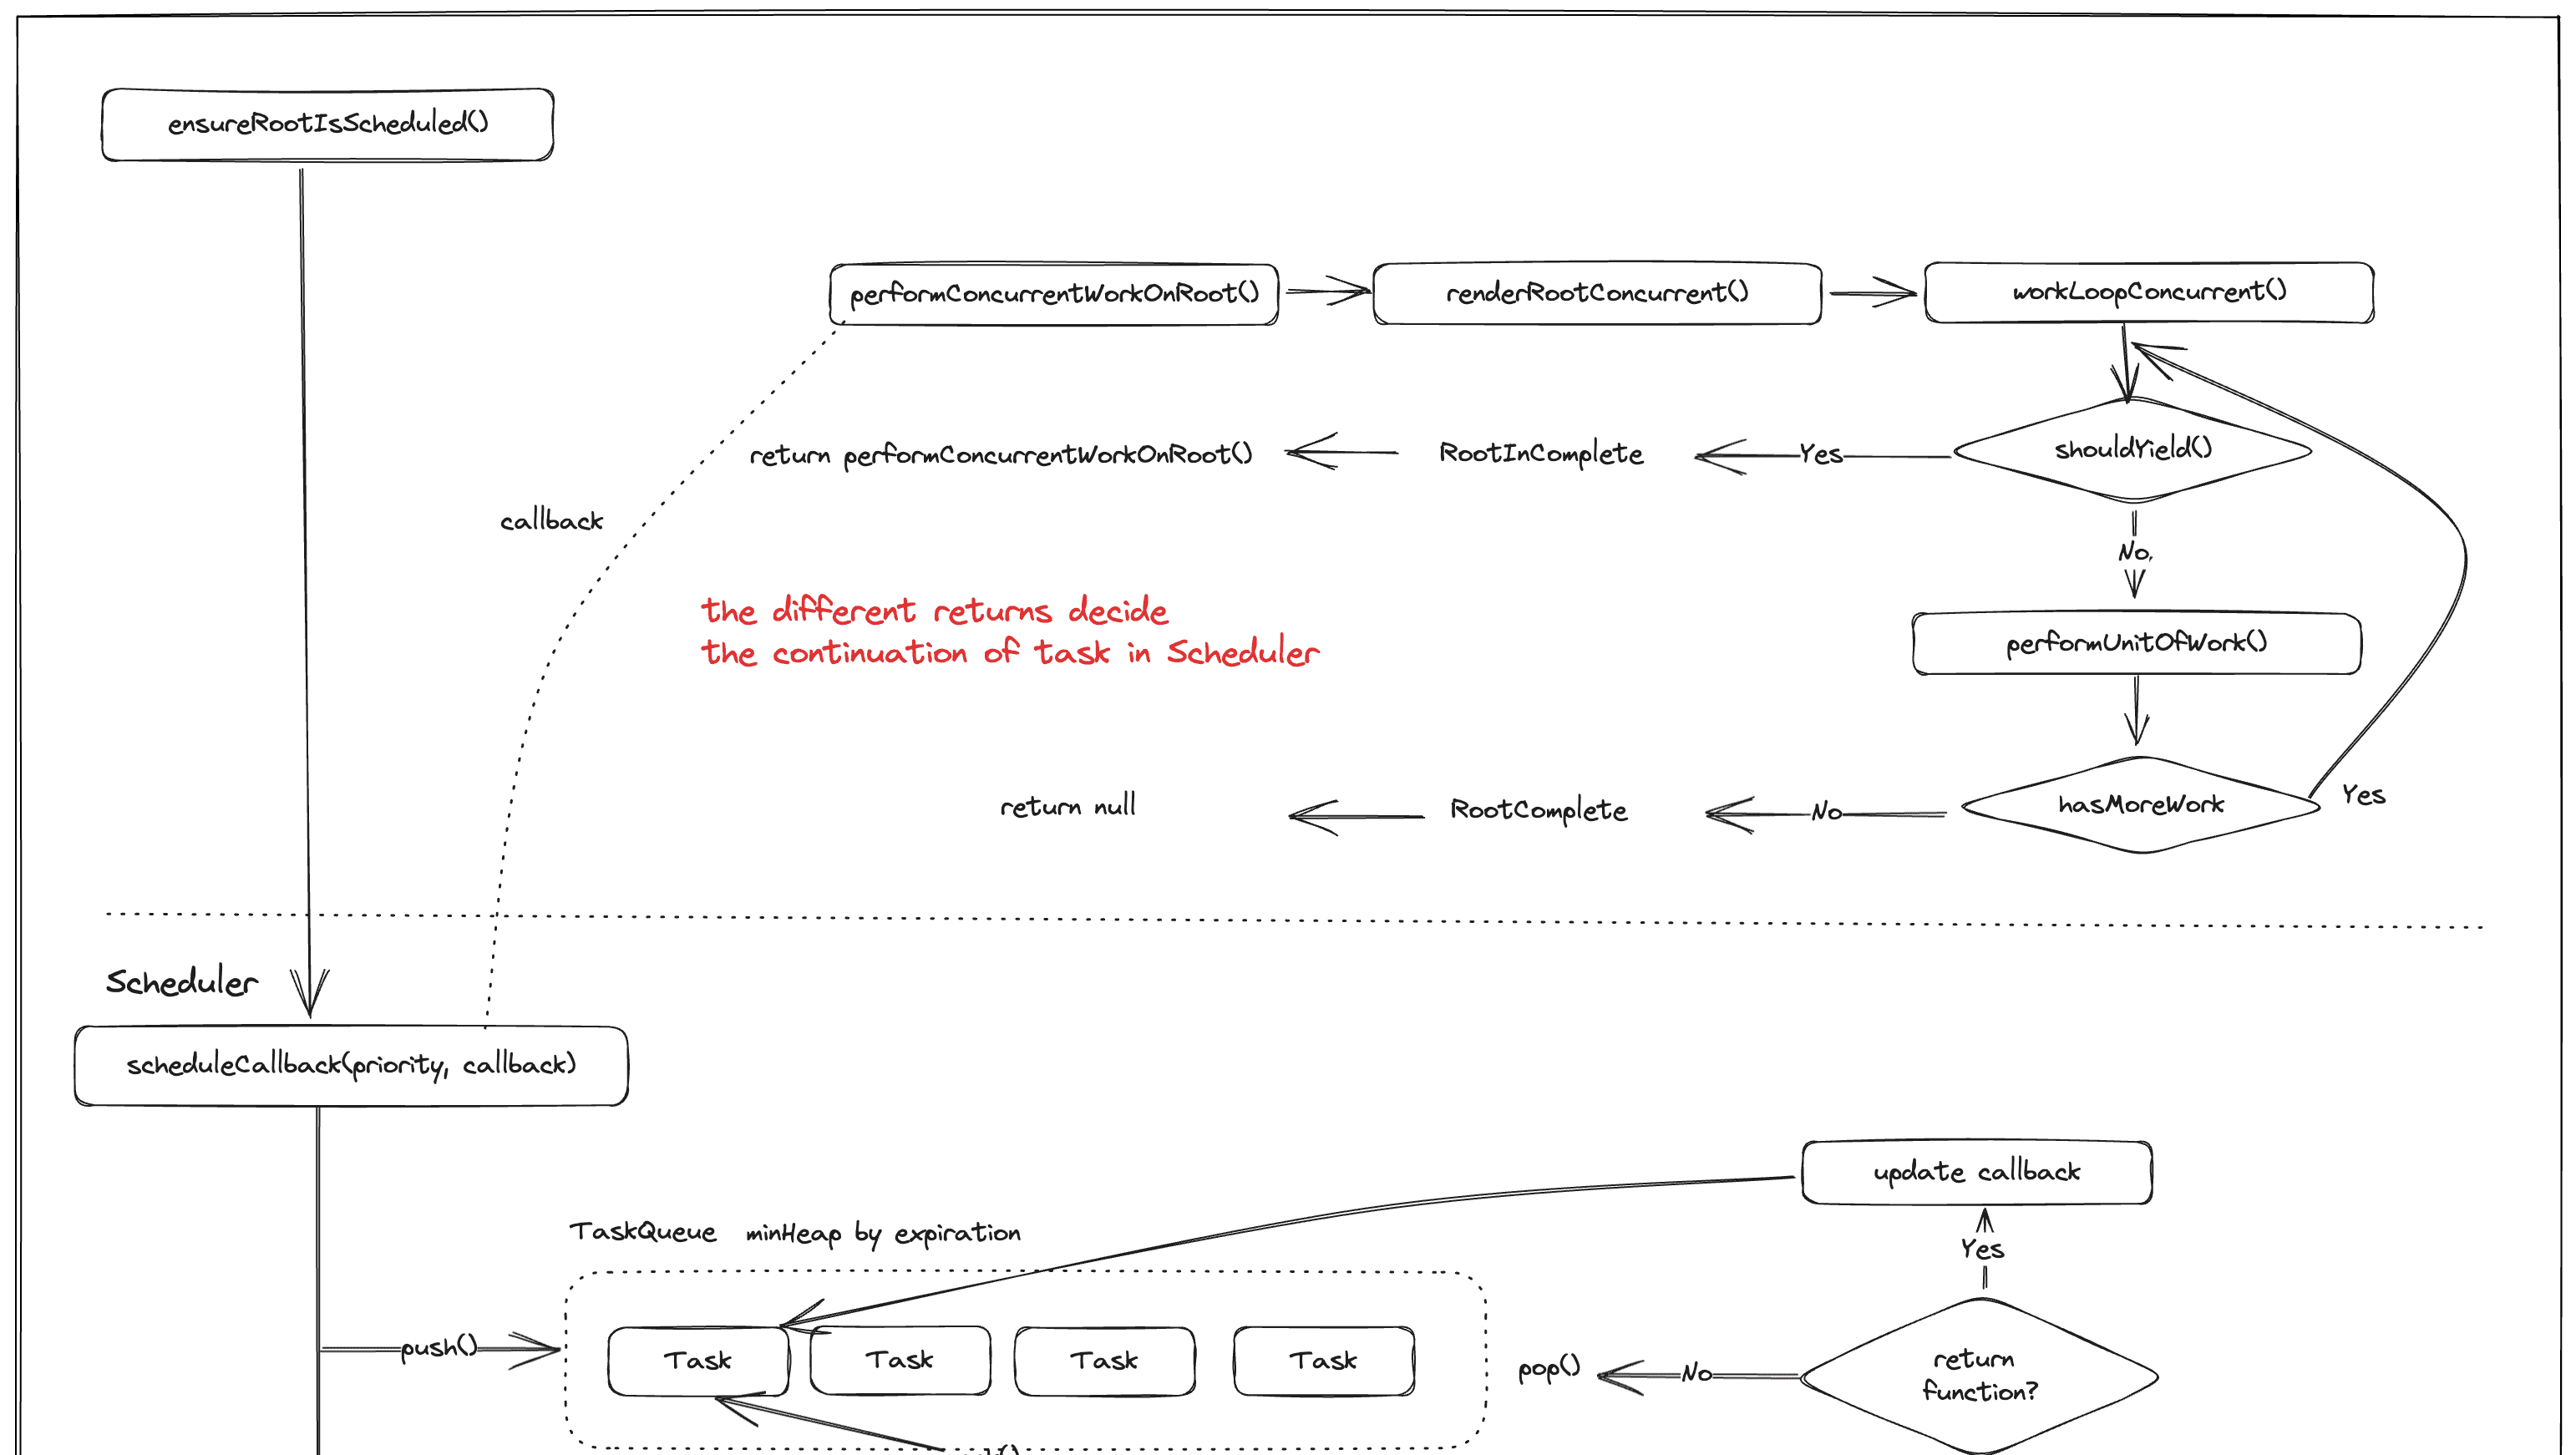 ensureRootIsScheduled()
performConcurrentWorkOnRoot()
renderRootConcurrent()
workLoopConcurrent()
return performConcurrentWorkOnRoot()
RootInComplete
Yes
shouldYield()
callback
No,
the different returns decide
the continuation of task in Scheduler
performUnitOfWork()
return null
RootComplete
No
hasMoreWork
Yes
Scheduler
scheduleCallback(priority, callback)
update callback
TaskQueue minHeap by expiration
Yes
push()
Task
Task
Task
Task
pop()
No
return
function?